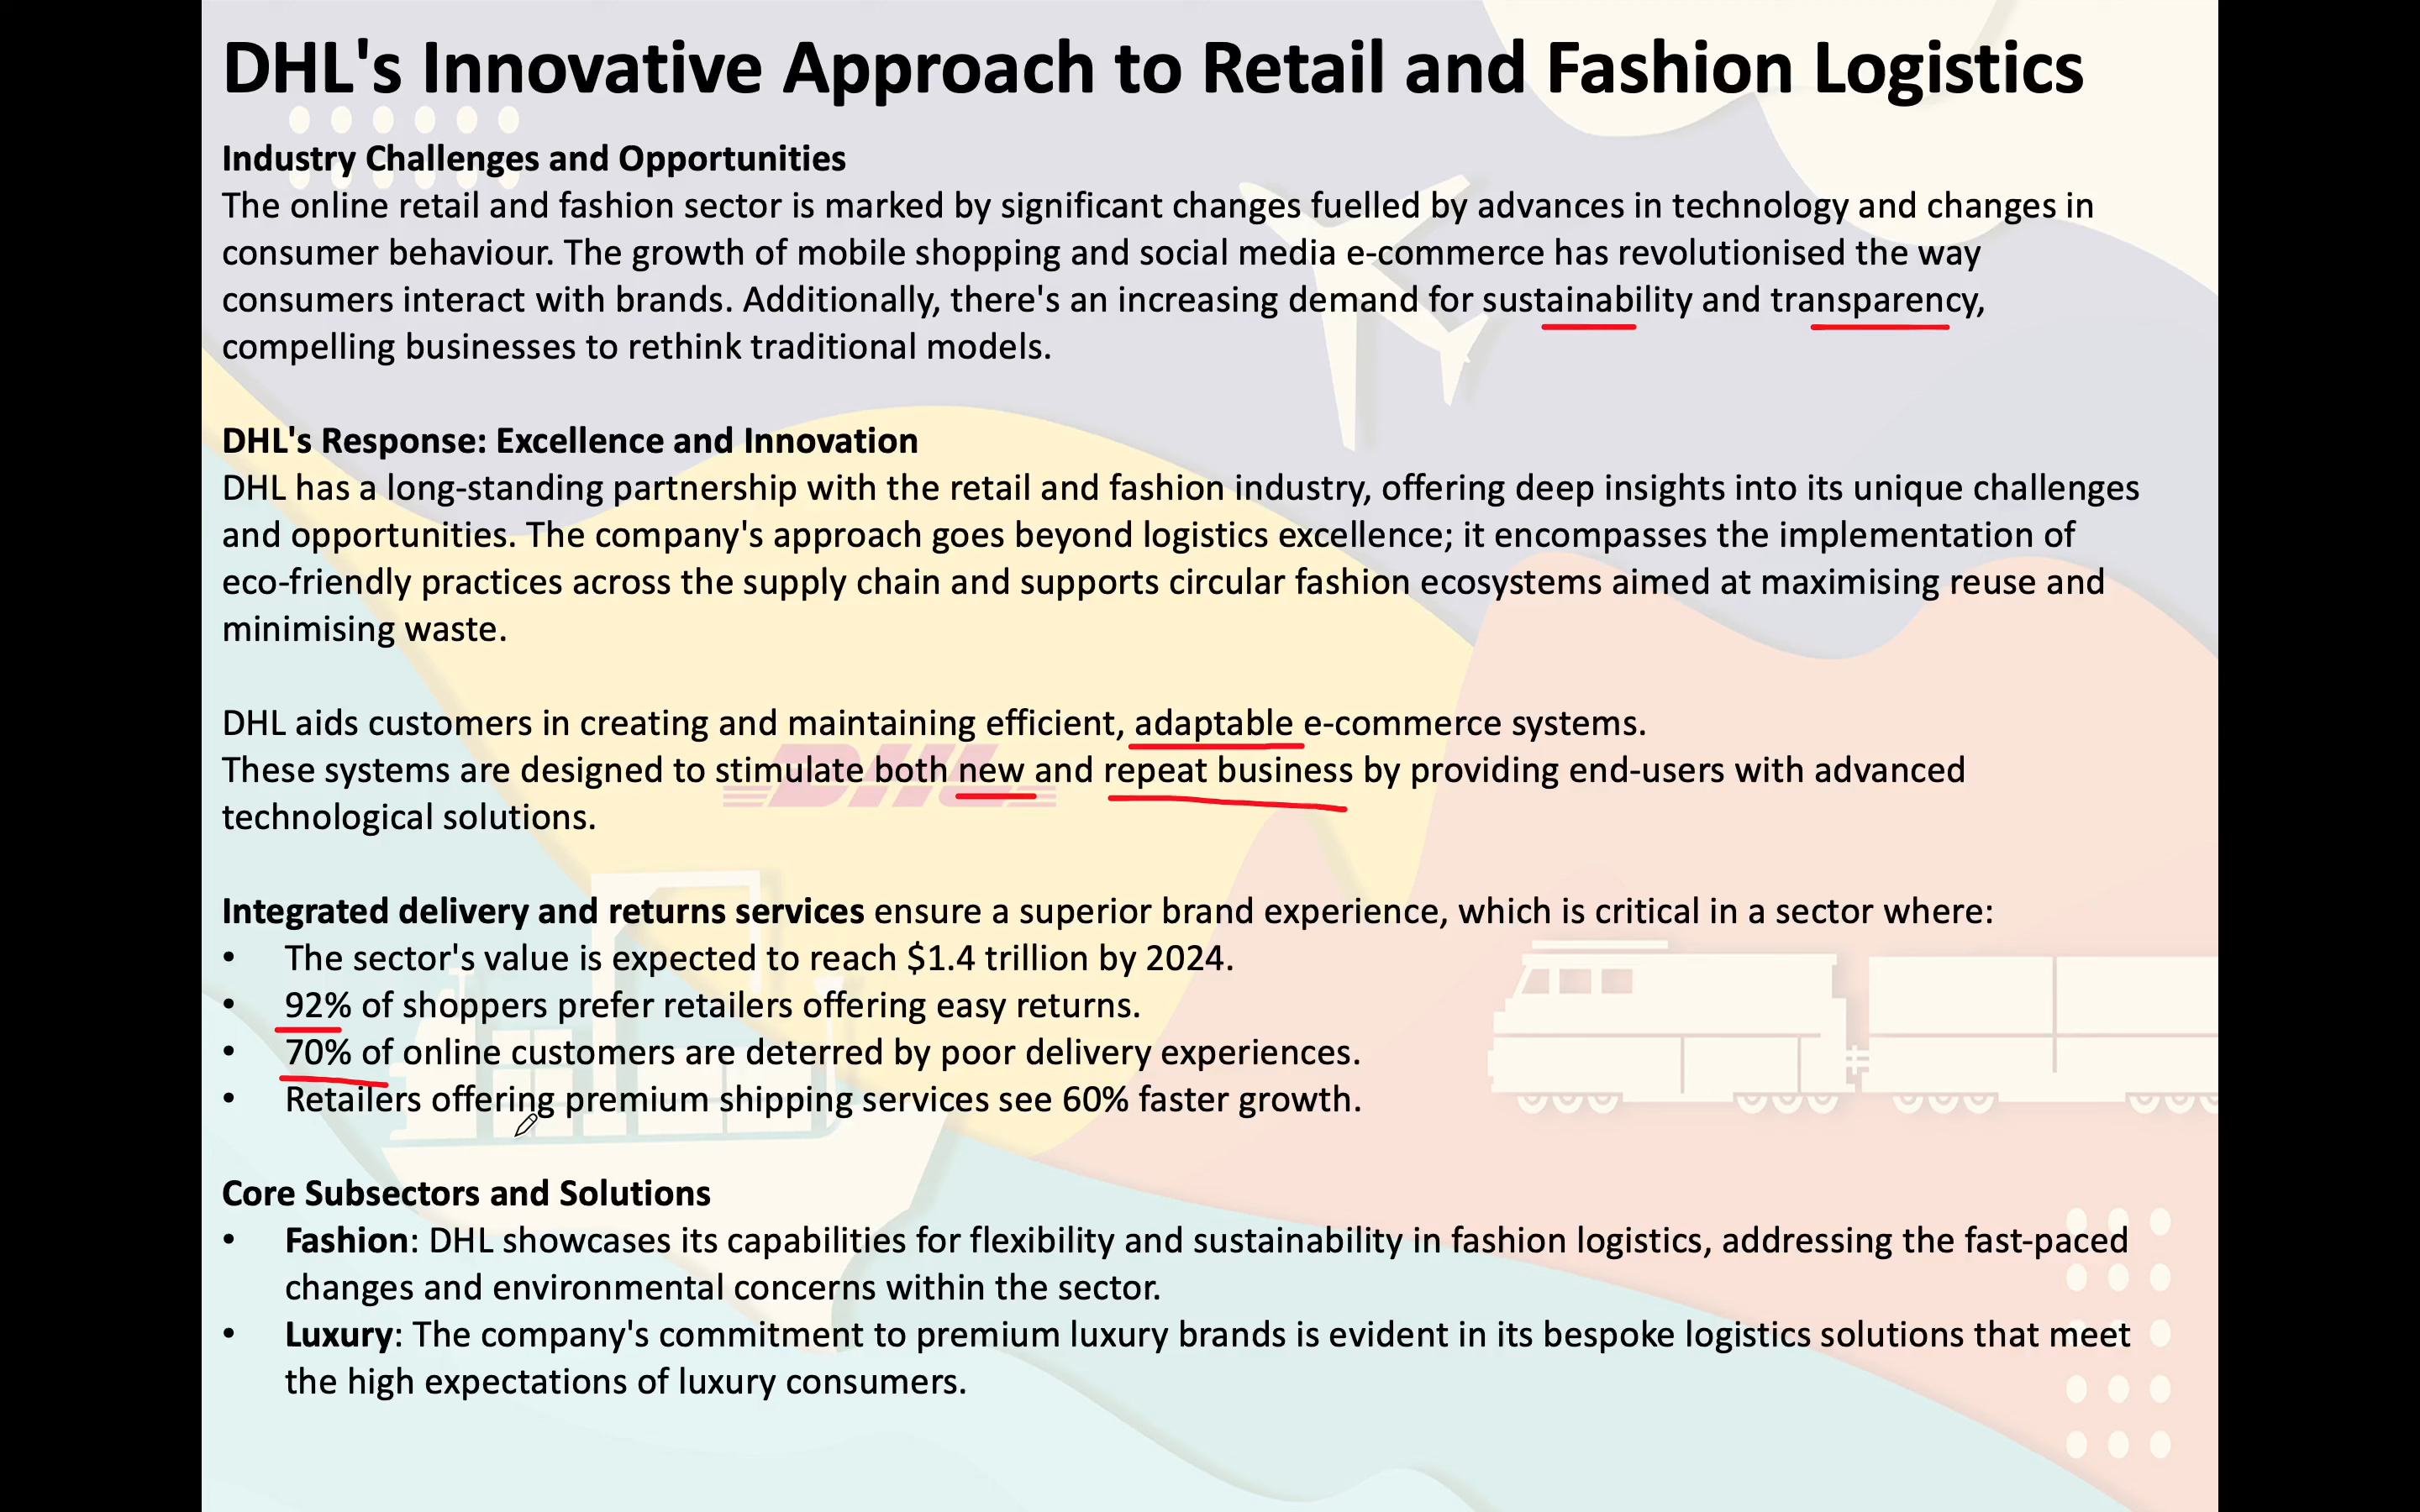 DHL's Innovative Approach to Retail and Fashion Logistics
Industry Challenges and Opportunities
The online retail and fashion sector is marked by significant changes fuelled by advances in technology and changes in
consumer behaviour. The growth of mobile shopping and social media e-commerce has revolutionised the way
consumers interact with brands. Additionally, there's an increasing demand for sustainability and transparency,
compelling businesses to rethink traditional models.
DHL's Response: Excellence and Innovation
DHL has a long-standing partnership with the retail and fashion industry, offering deep insights into its unique challenges
and opportunities. The company's approach goes beyond logistics excellence; it encompasses the implementation of
eco-friendly practices across the supply chain and supports circular fashion ecosystems aimed at maximising reuse and
minimising waste.
DHL aids customers in creating and maintaining efficient, adaptable e-commerce systems.
These systems are designed to stimulate both new and repeat business by providing end-users with advanced
technological solutions.
DHL
Integrated delivery and returns services ensure a superior brand experience, which is critical in a sector where:
• The sector's value is expected to reach $1.4 trillion by 2024.
• 92% of shoppers prefer retailers offering easy returns.
• 70% of online customers are deterred by poor delivery experiences.
• Retailers offering premium shipping services see 60% faster growth.
Core Subsectors and Solutions
• Fashion: DHL showcases its capabilities for flexibility and sustainability in fashion logistics, addressing the fast-paced
changes and environmental concerns within the sector.
• Luxury: The company's commitment to premium luxury brands is evident in its bespoke logistics solutions that meet
the high expectations of luxury consumers.